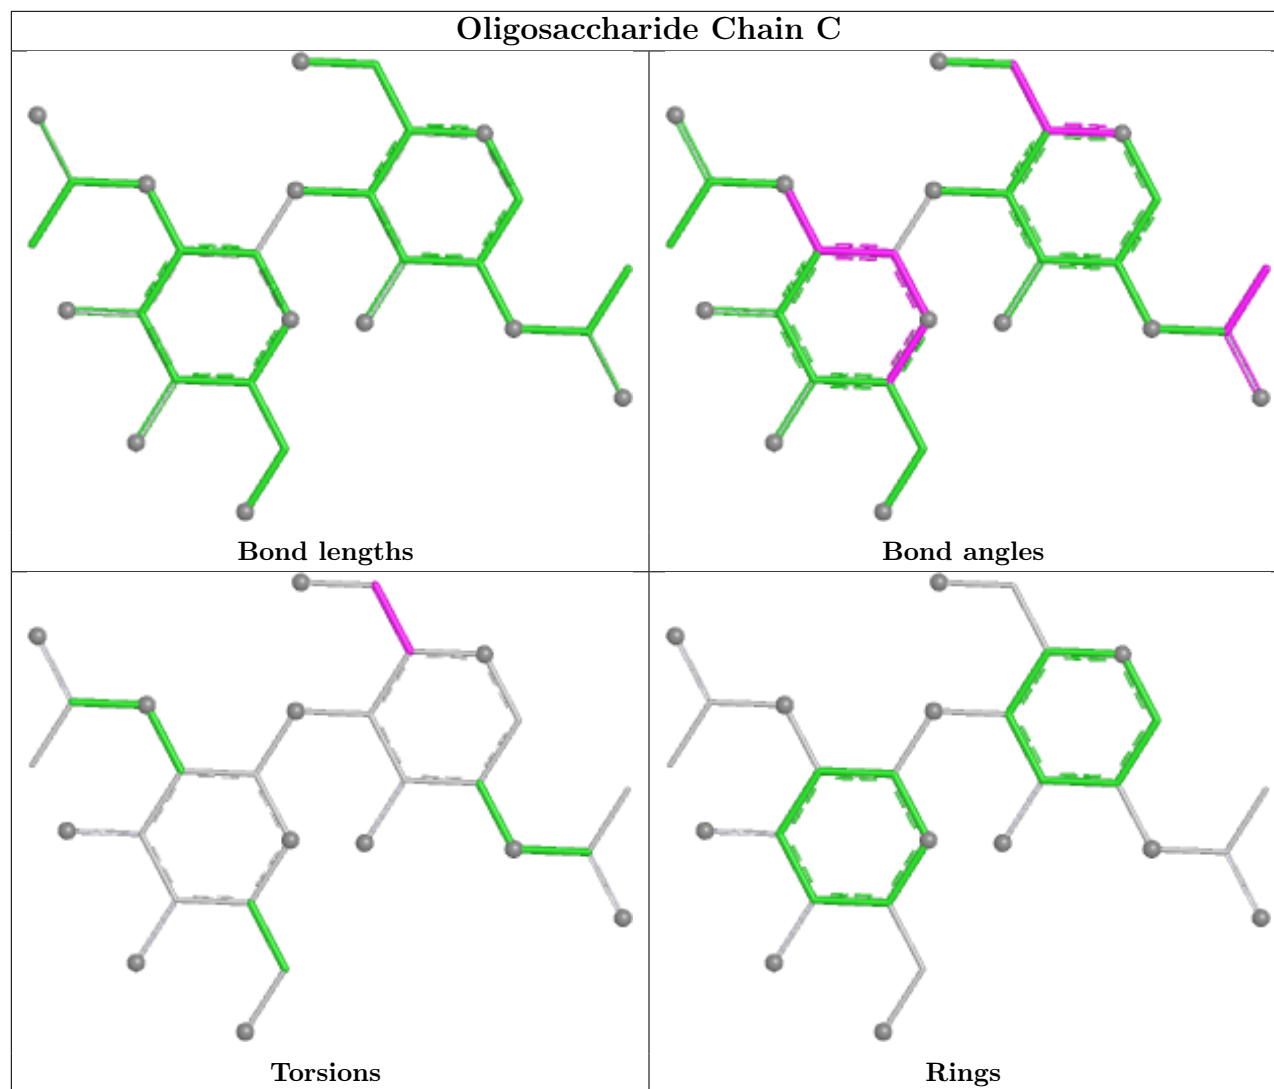 Oligosaccharide Chain C
Bond lengths
Bond angles
Torsions
Rings